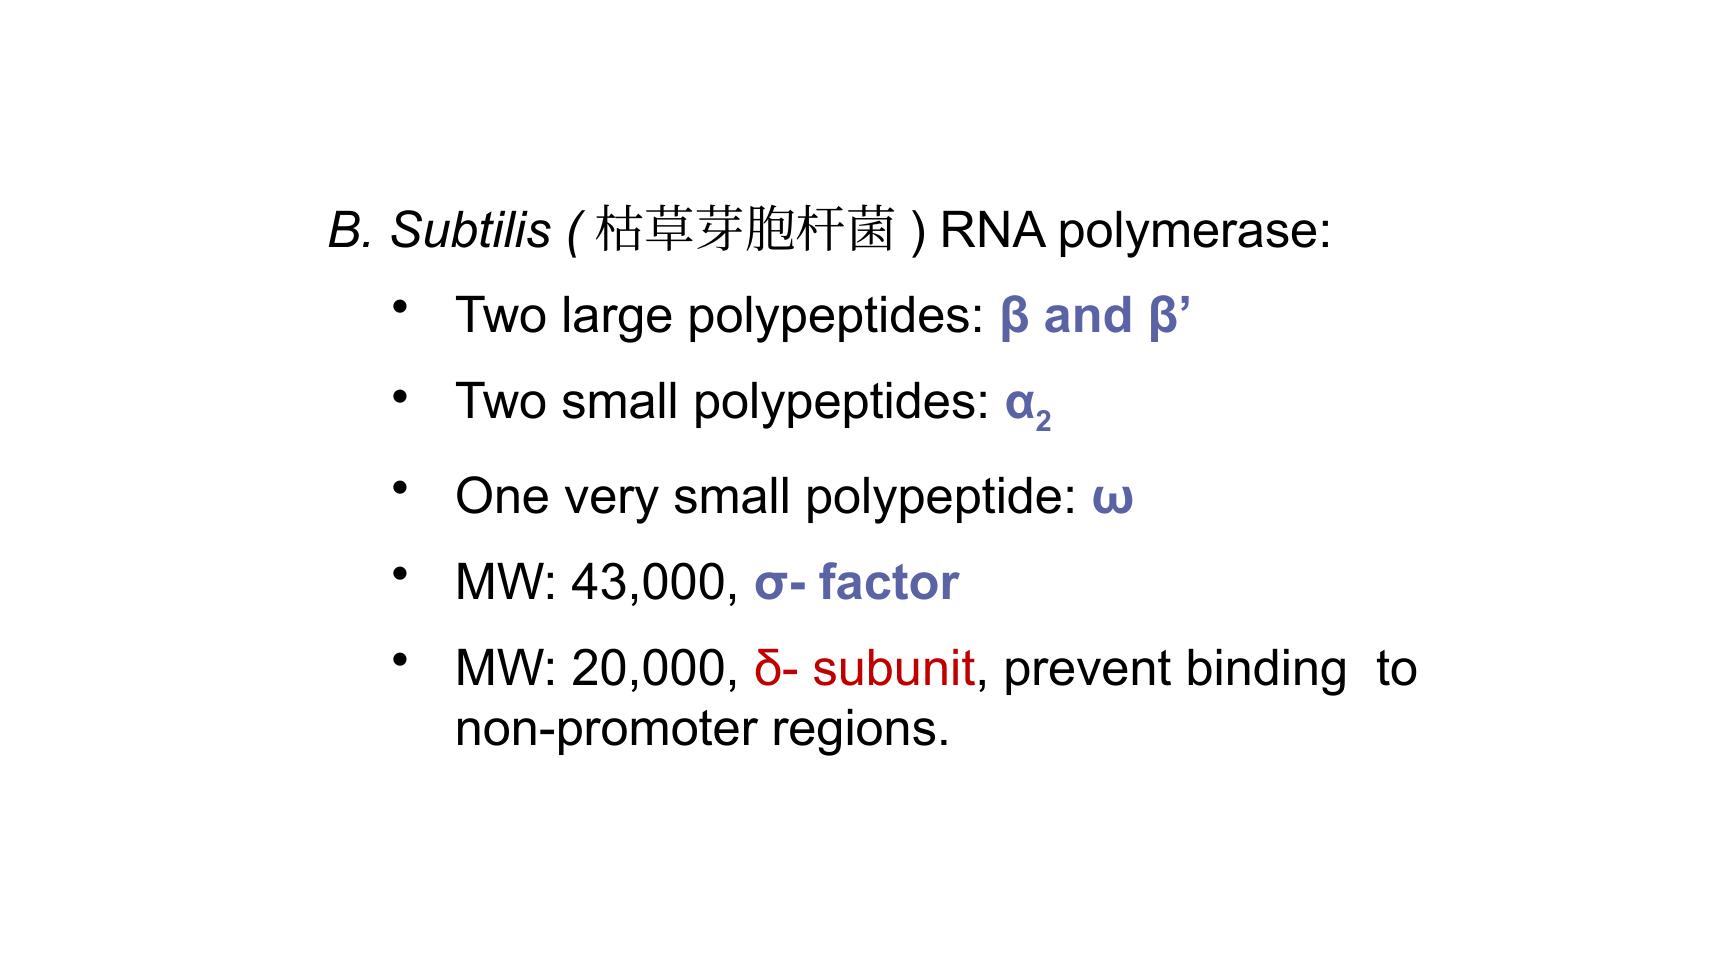 B. Subtilis ( 枯草芽胞杆菌 ) RNA polymerase:
• Two large polypeptides: β and β’
• Two small polypeptides: α2
• One very small polypeptide: ω
• MW: 43,000, σ- factor
• MW: 20,000, δ- subunit, prevent binding  to
non-promoter regions.